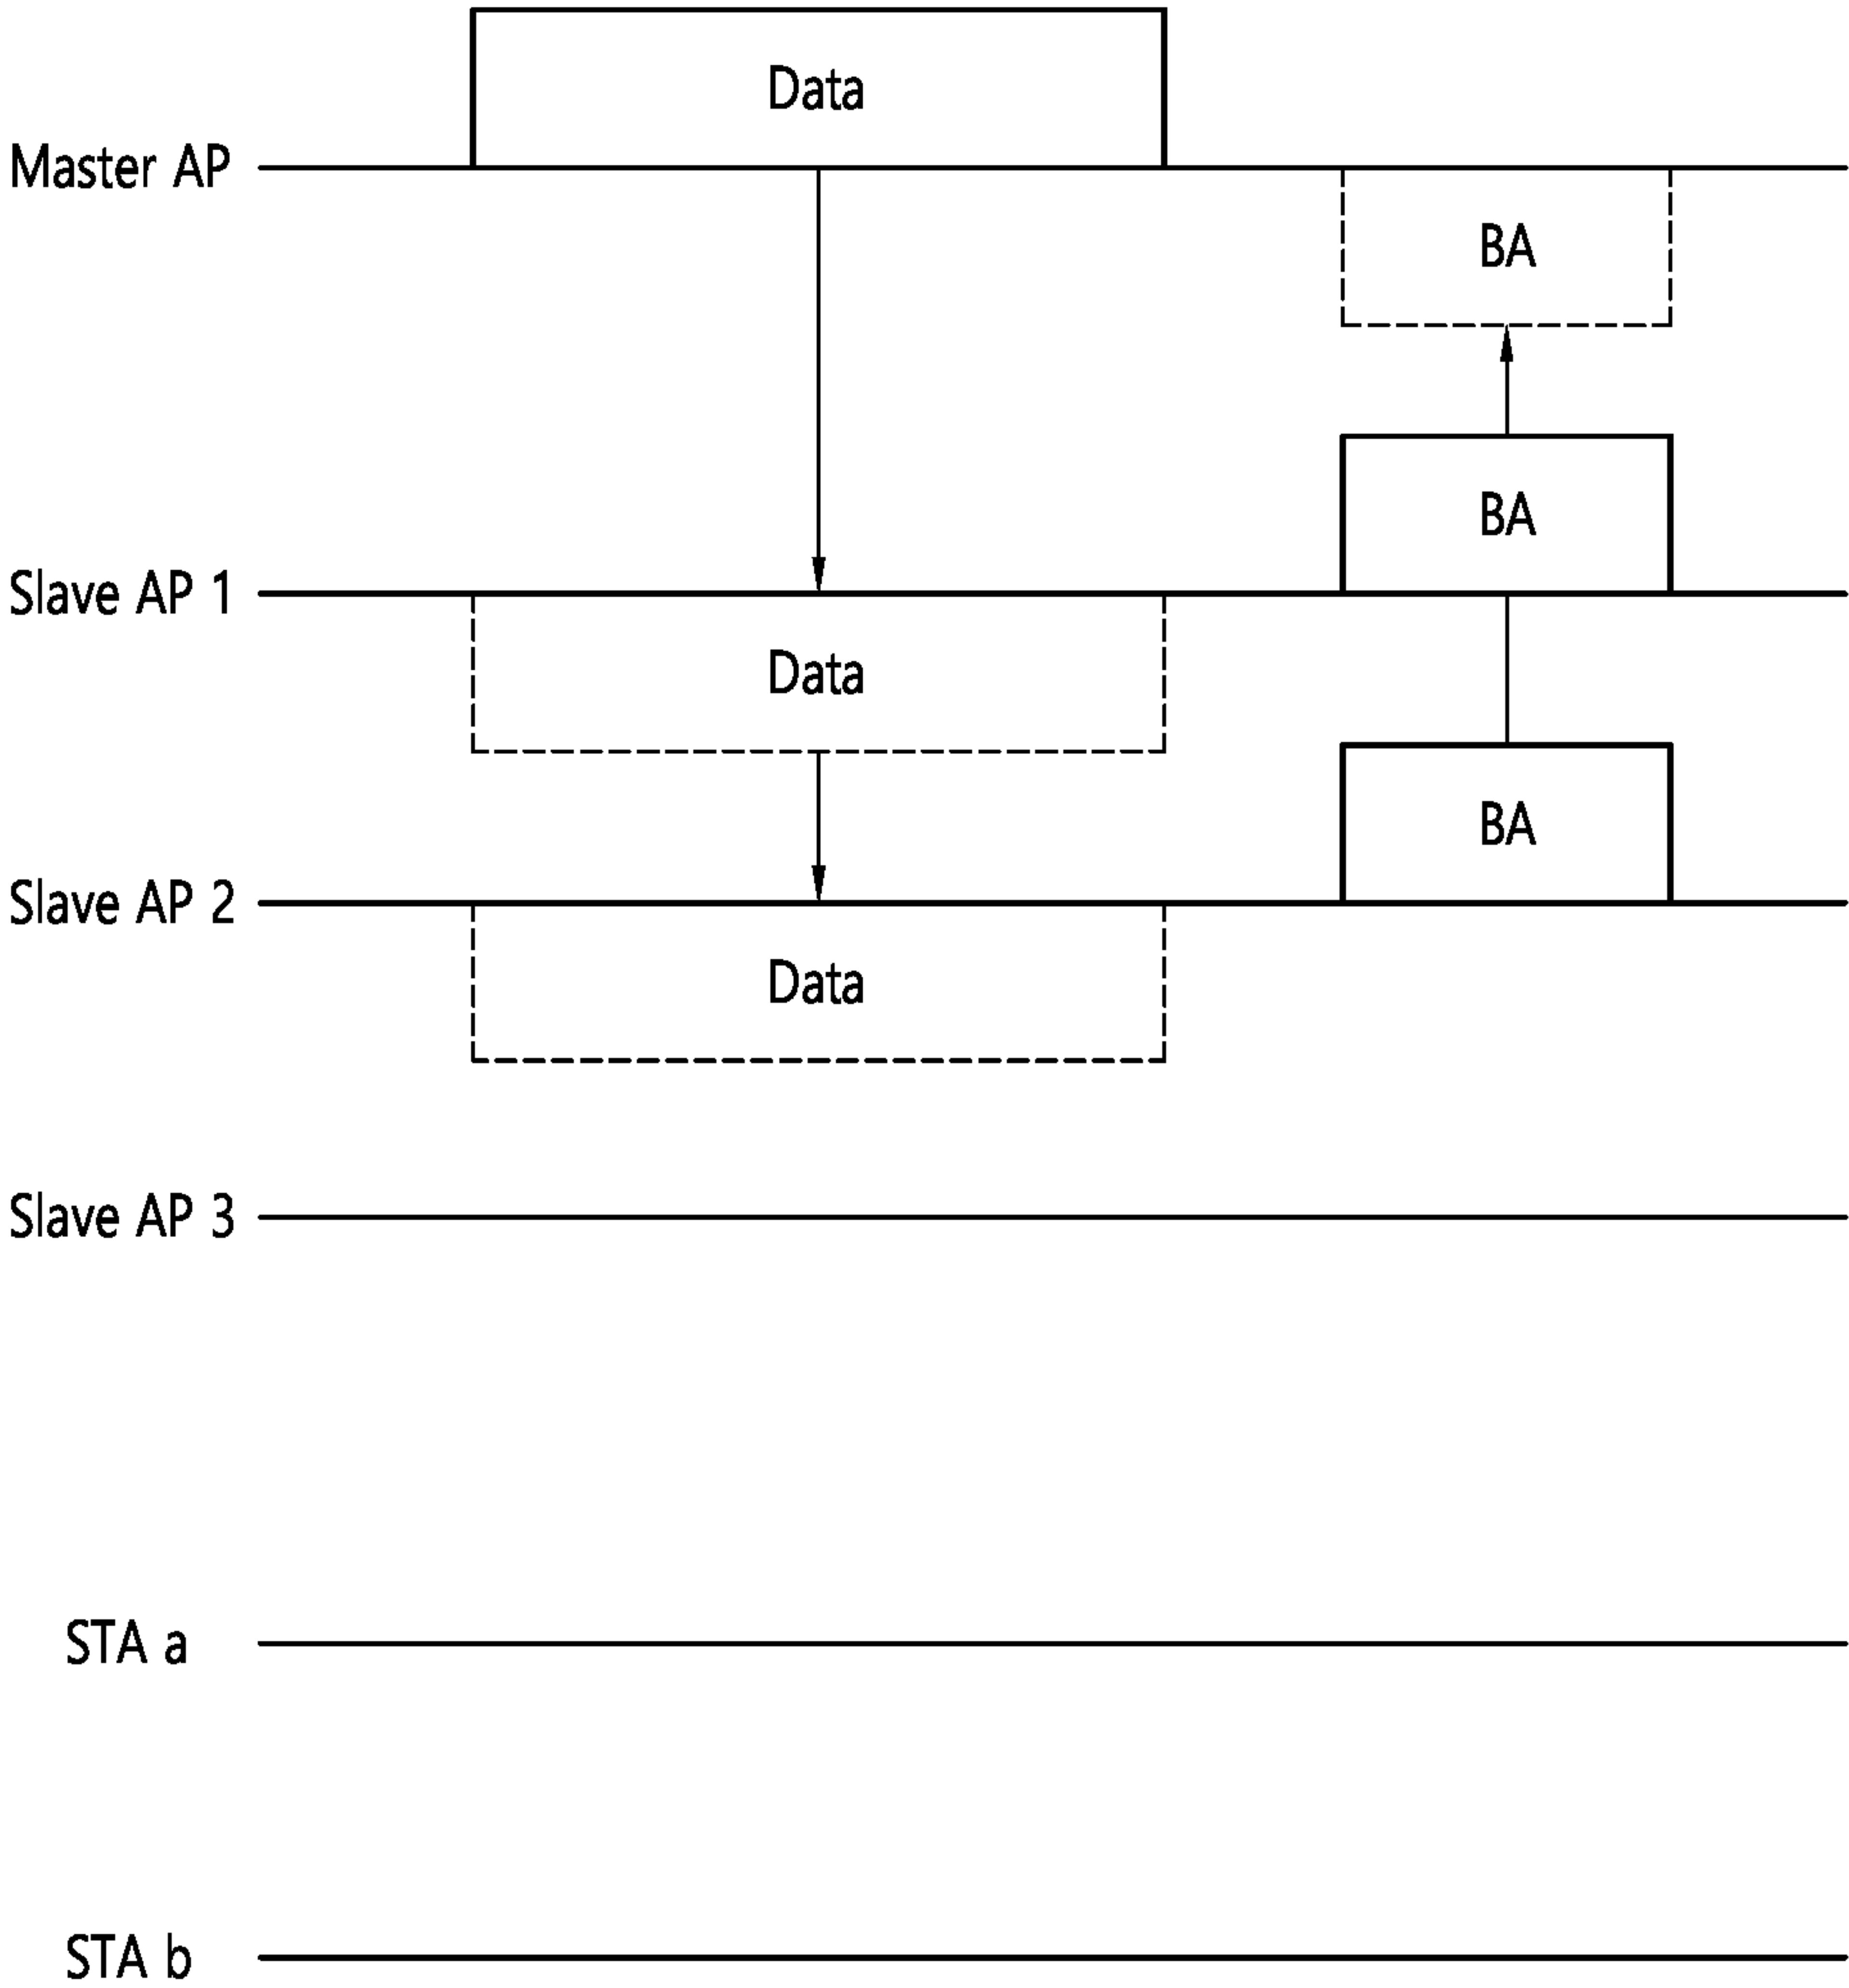 Data
Master AP
BA
BA
Slave AP 1
Data
BA
Slave AP 2
Data
Slave AP 3
STA a
STA b